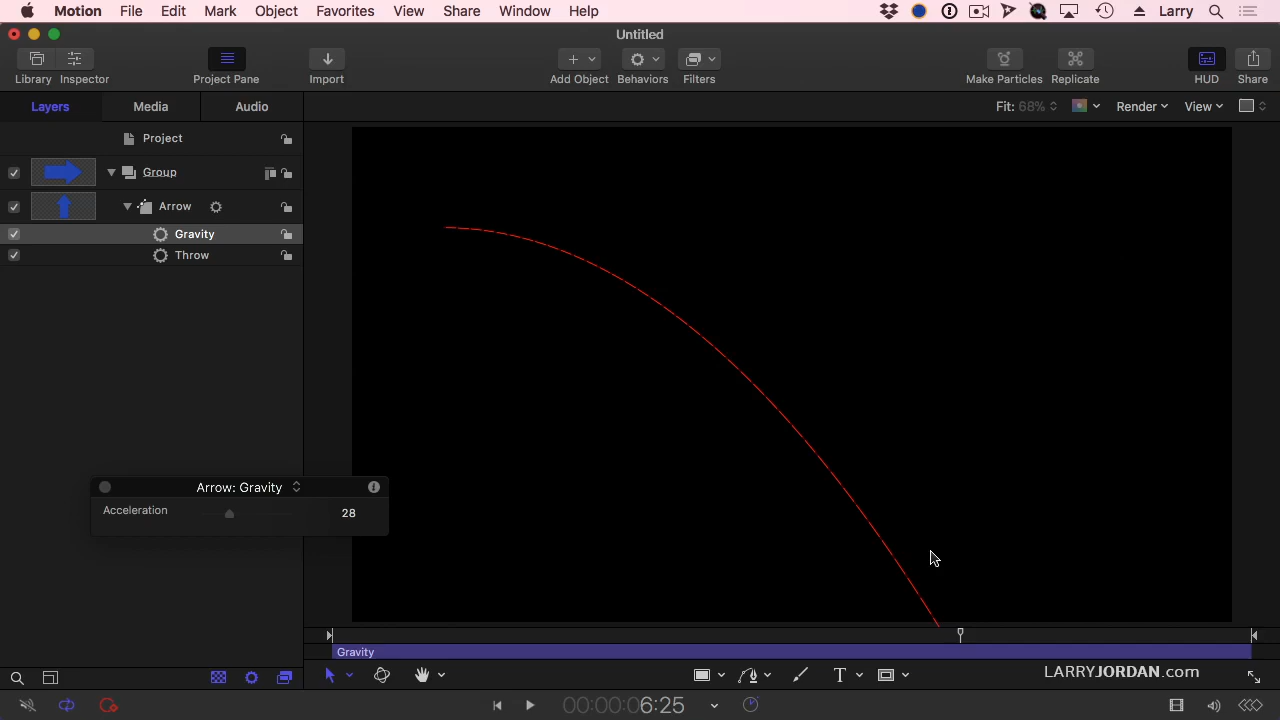 Motion File Edit Mark Object Favorites View Share Window Help Larry
Untitled
Library Inspector Project Pane Import Add Object Behaviors Filters Make Particles Replicate HUD Share
Layers Media Audio Fit: 68% Render View
Project
Group
Arrow
Gravity
Throw
Arrow: Gravity
Acceleration 28
Gravity
T LARRYJORDAN.com
00:00:06:25